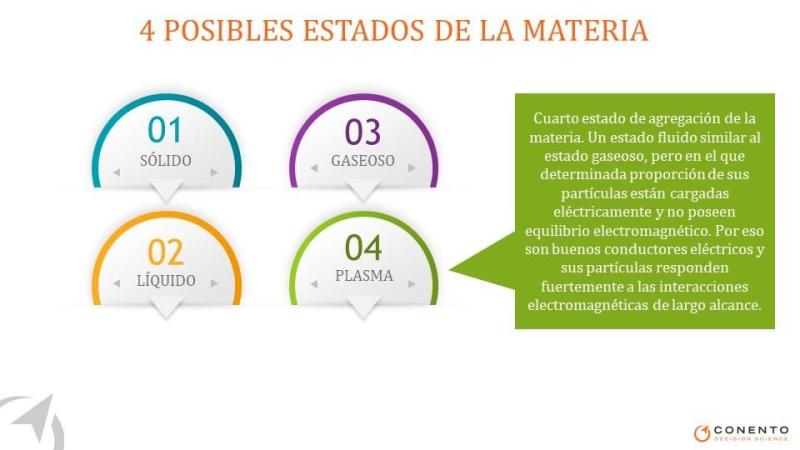 4 POSIBLES ESTADOS DE LA MATERIA
01
SÓLIDO
03
GASEOSO
02
LÍQUIDO
04
PLASMA
Cuarto estado de agregación de la
materia. Un estado fluido similar al
estado gaseoso, pero en el que
determinada proporción de sus
partículas están cargadas
eléctricamente y no poseen
equilibrio electromagnético. Por eso
son buenos conductores eléctricos y
sus partículas responden
fuertemente a las interacciones
electromagnéticas de largo alcance.
CONENTO
DECISION SCIENCE